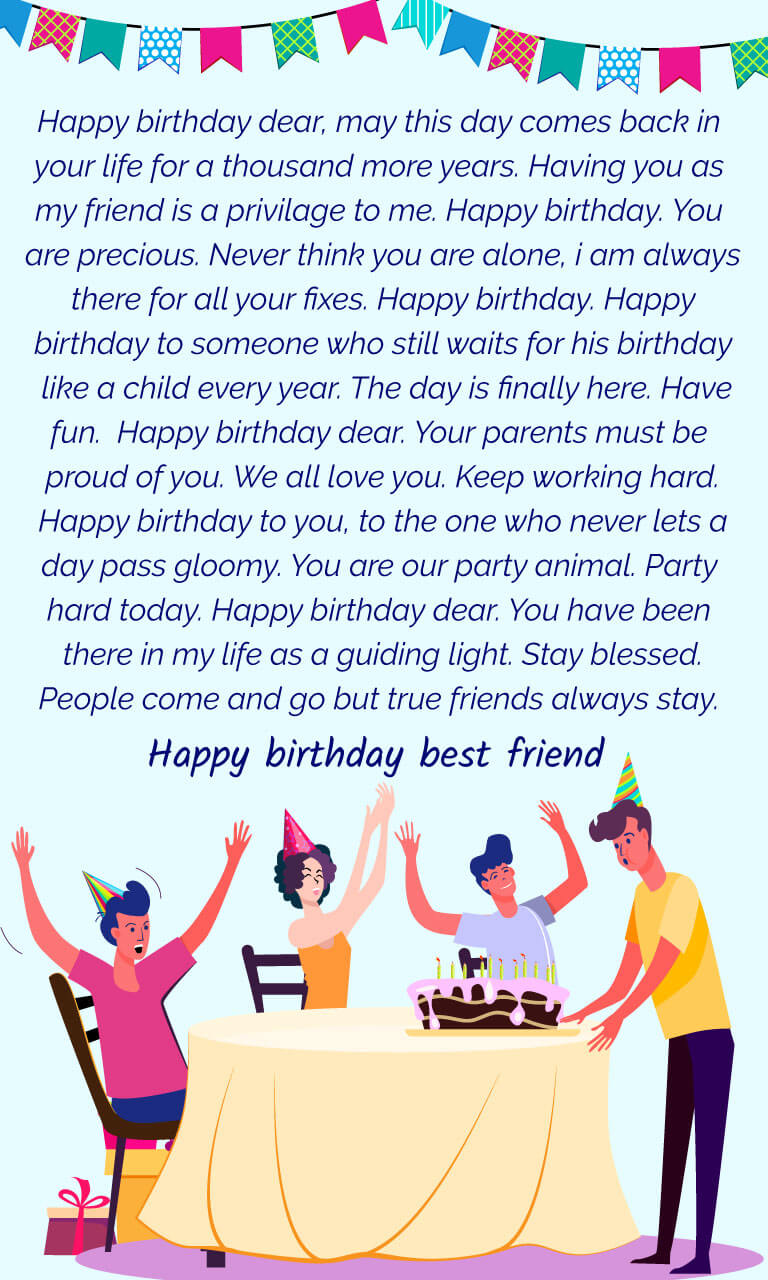 Happy birthday dear, may this day comes back in
your life for a thousand more years. Having you as
my friend is a privilage to me. Happy birthday. You
are precious. Never think you are alone, i am always
there for all your fixes. Happy birthday. Happy
birthday to someone who still waits for his birthday
like a child every year. The day is finally here. Have
fun. Happy birthday dear. Your parents must be
proud of you. We all love you. Keep working hard.
Happy birthday to you, to the one who never lets a
day pass gloomy. You are our party animal. Party
hard today. Happy birthday dear. You have been
there in my life as a guiding light. Stay blessed.
People come and go but true friends always stay.
Happy birthday best friend